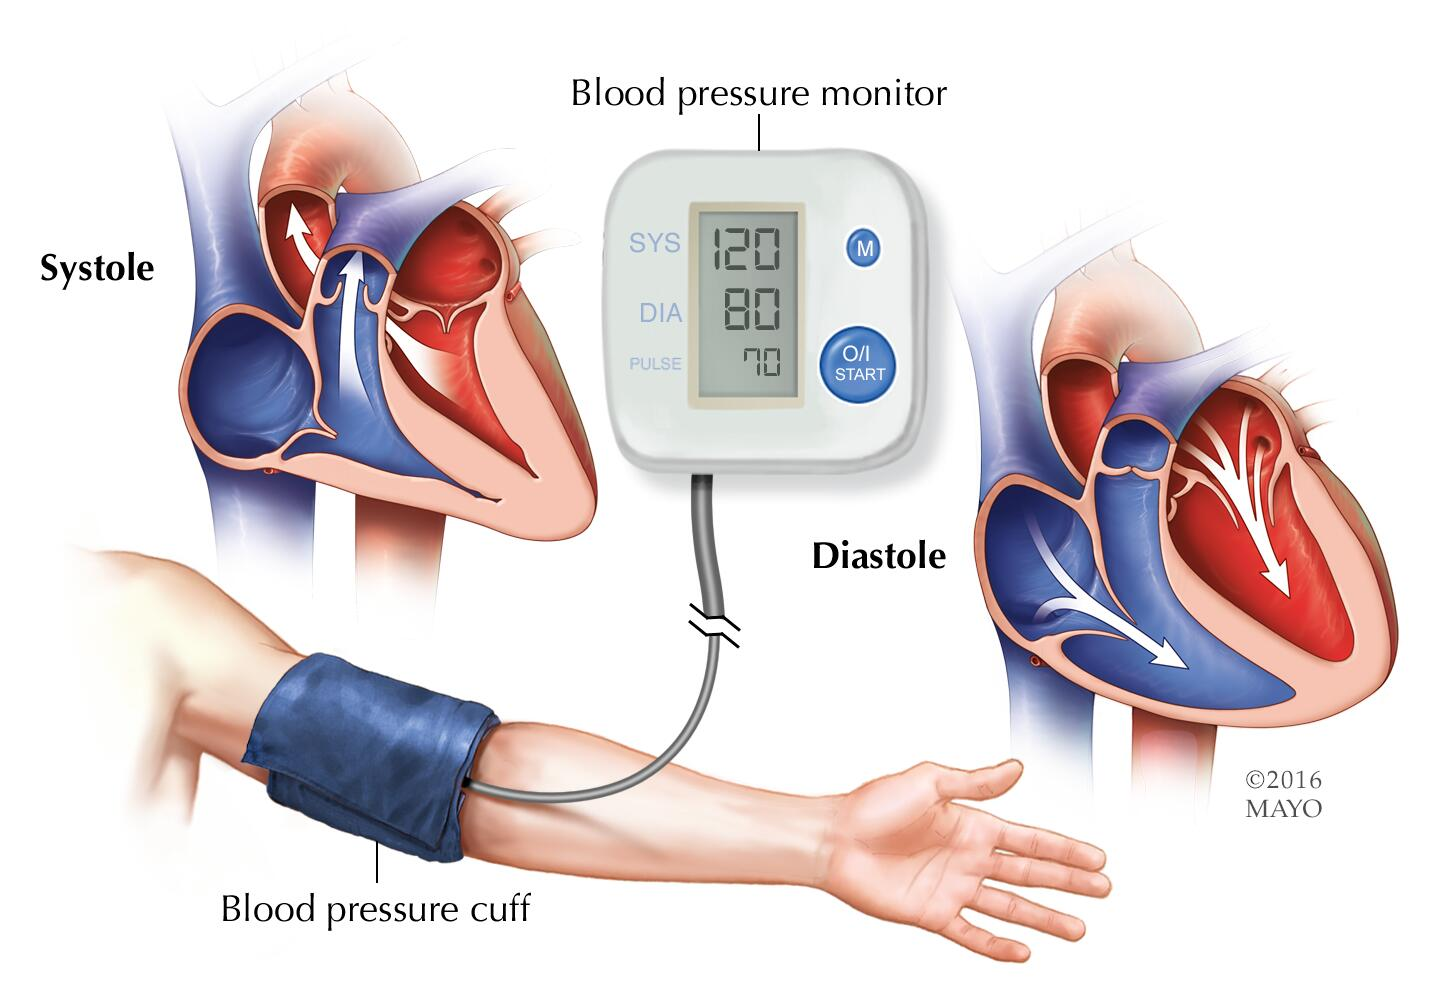 Blood pressure monitor
Systole
SYS 120
M
DIA 80
PULSE 70
O/I
START
Diastole
©2016
MAYO
Blood pressure cuff